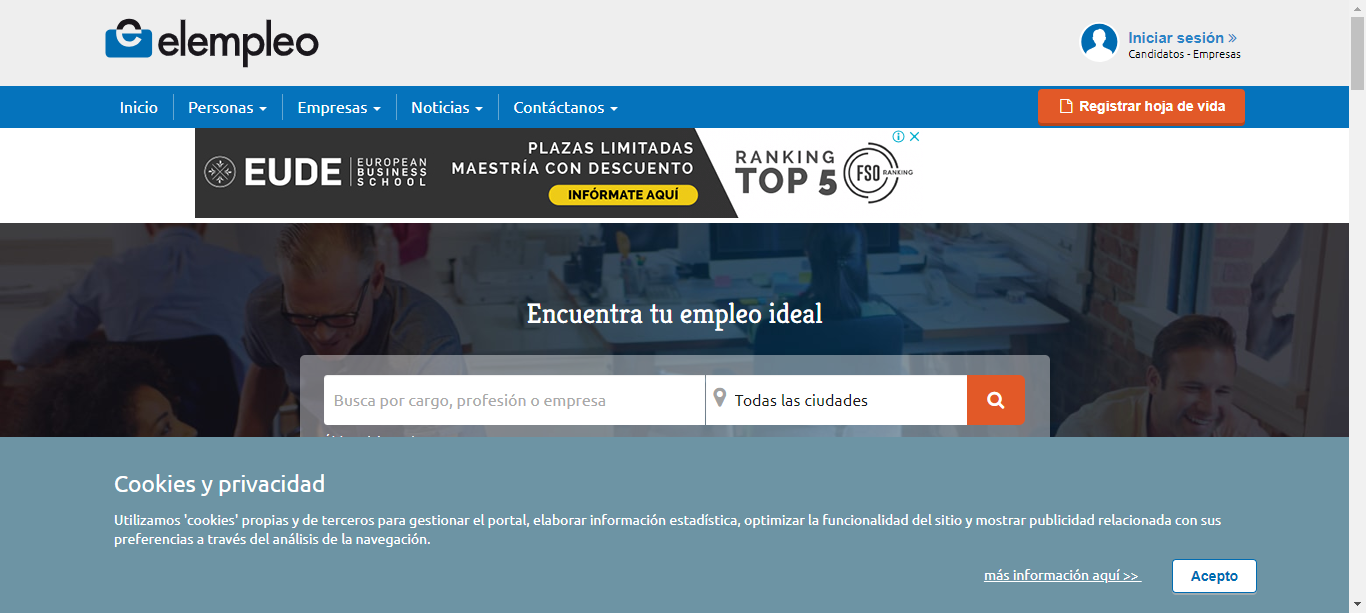 elempleo
Iniciar sesión »
Candidatos - Empresas
Inicio
Personas
Empresas
Noticias
Contáctanos
Registrar hoja de vida
EUDE
EUROPEAN
BUSINESS
SCHOOL
PLAZAS LIMITADAS
MAESTRÍA CON DESCUENTO
INFÓRMATE AQUÍ
RANKING
TOP 5
FSO RANKING
Encuentra tu empleo ideal
Busca por cargo, profesión o empresa
Todas las ciudades
Cookies y privacidad
Utilizamos 'cookies' propias y de terceros para gestionar el portal, elaborar información estadística, optimizar la funcionalidad del sitio y mostrar publicidad relacionada con sus
preferencias a través del análisis de la navegación.
más información aquí >>
Acepto